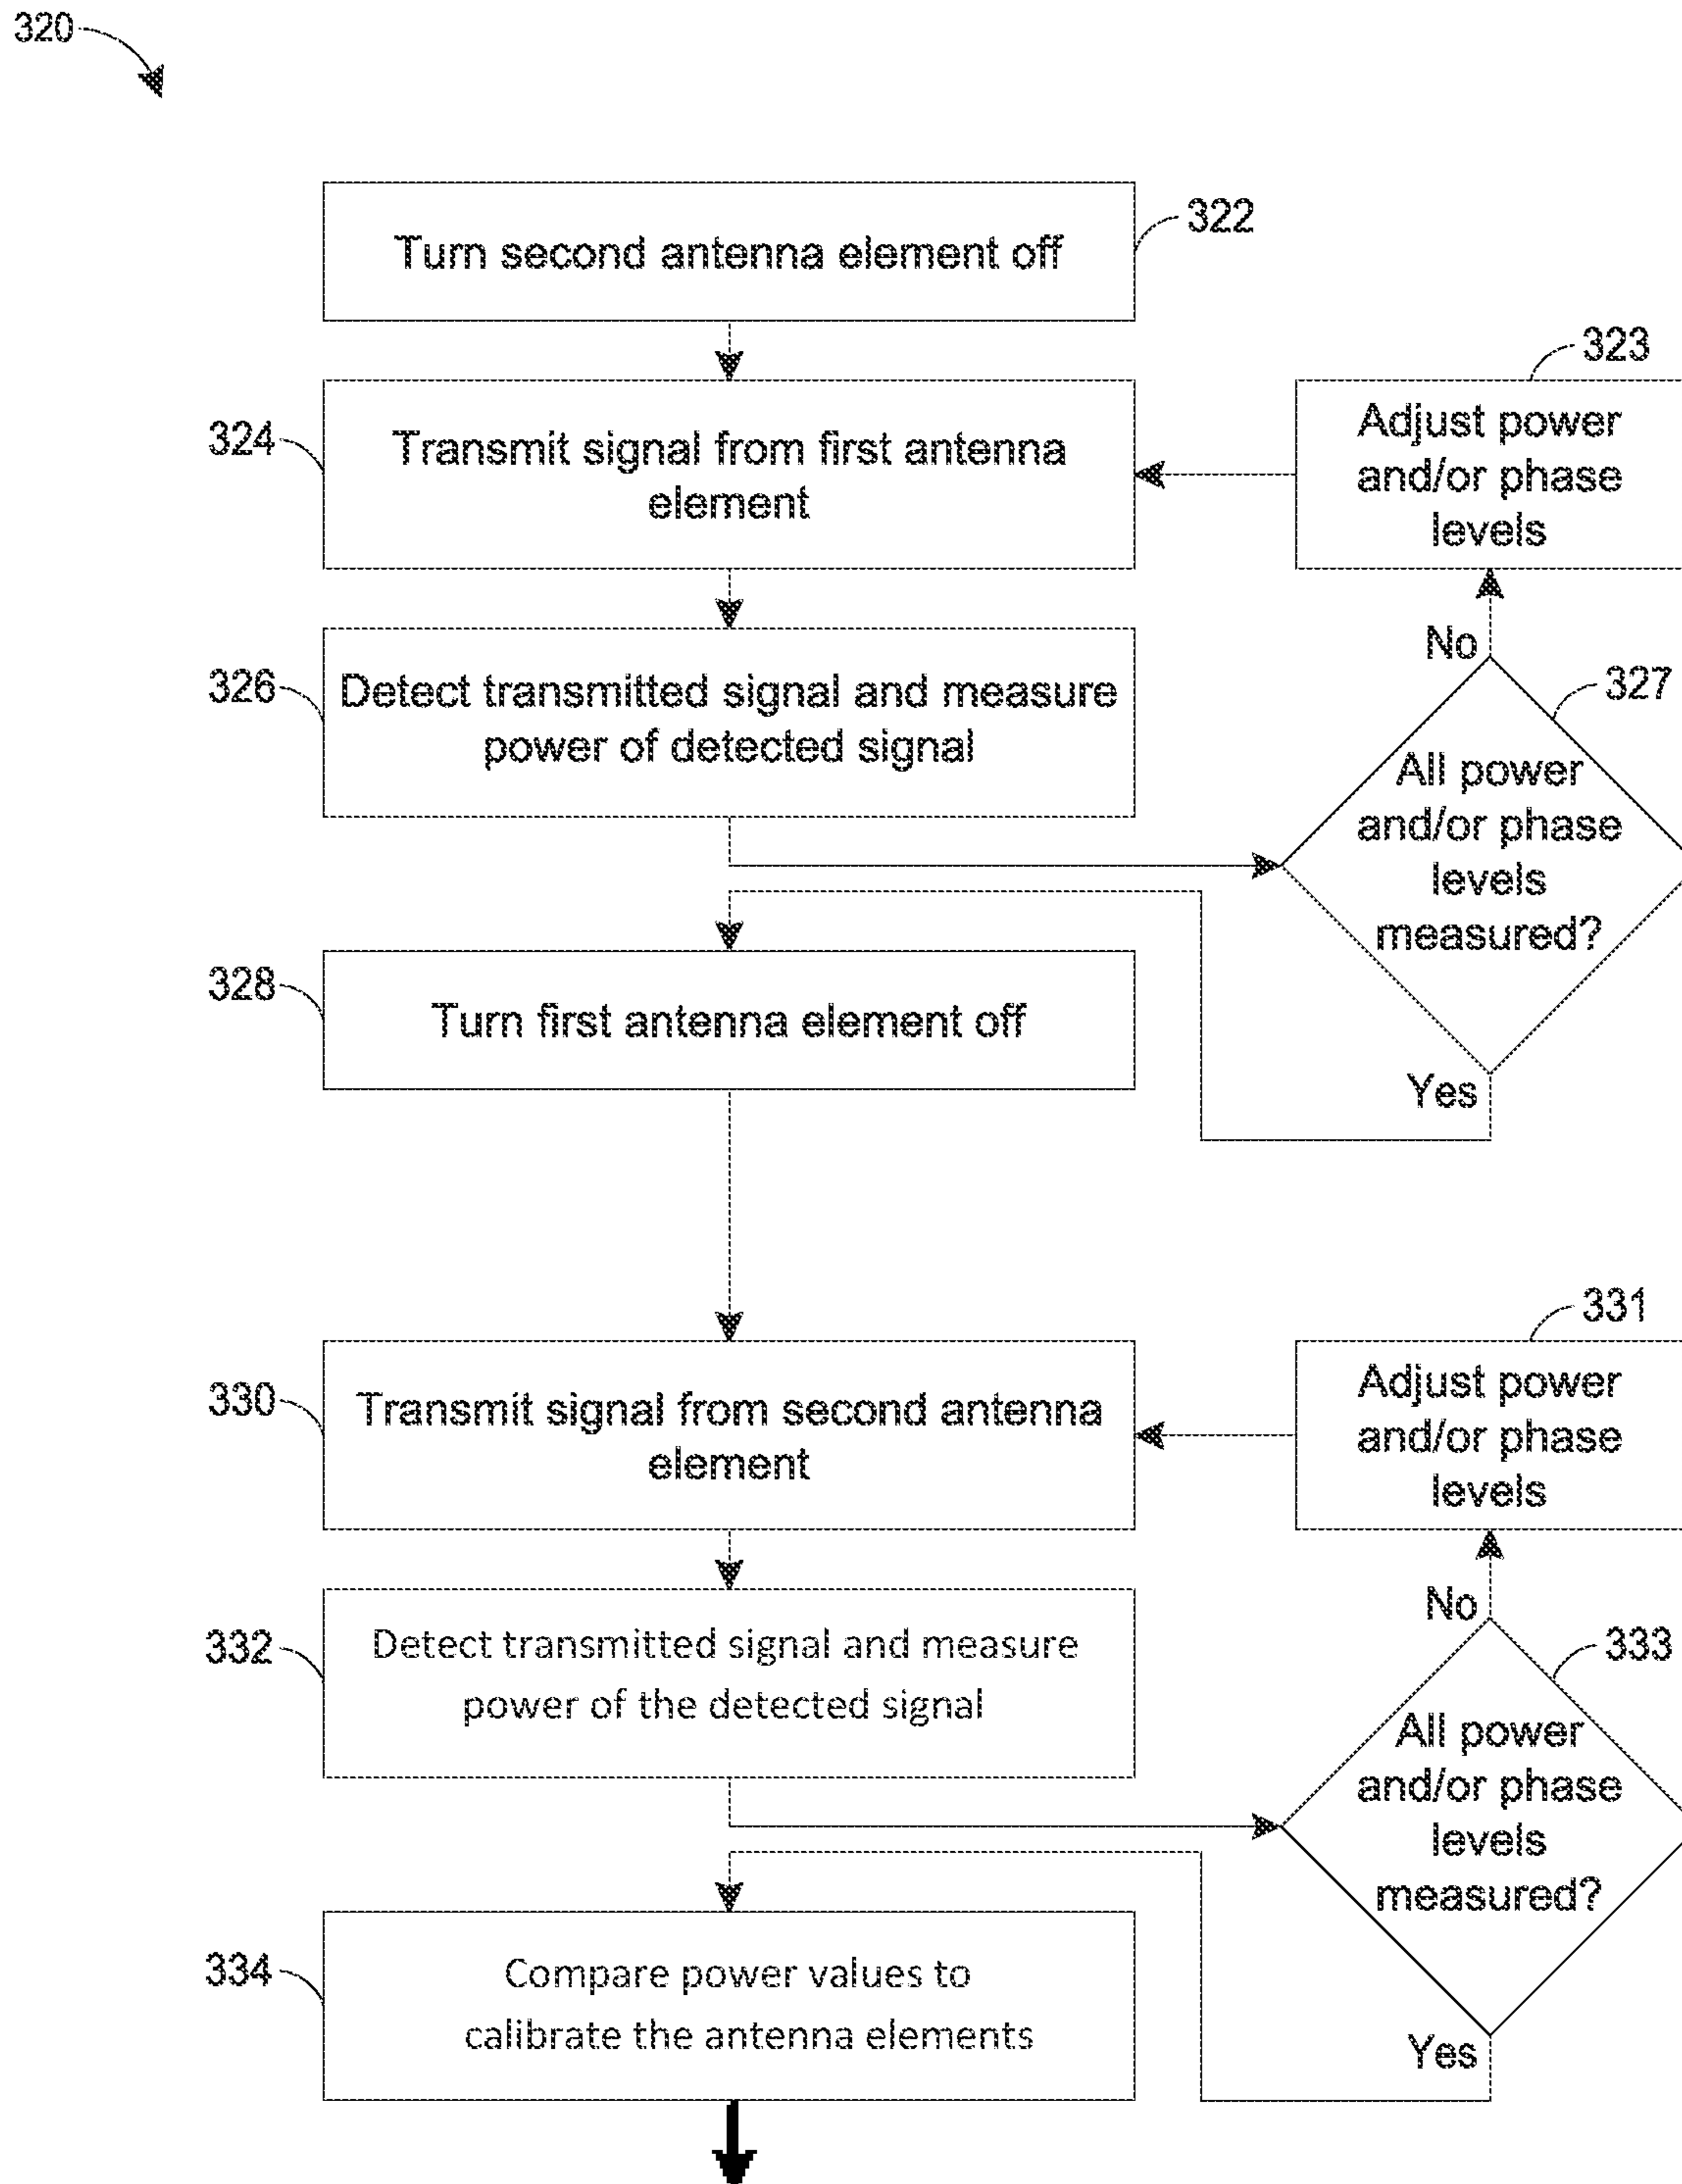 320
322
Turn second antenna element off
323
324
Transmit signal from first antenna
element
Adjust power
and/or phase
levels
326
Detect transmitted signal and measure
power of detected signal
No
327
All power
and/or phase
levels
measured?
328
Turn first antenna element off
Yes
331
330
Transmit signal from second antenna
element
Adjust power
and/or phase
levels
332
Detect transmitted signal and measure
power of the detected signal
No
333
All power
and/or phase
levels
measured?
334
Compare power values to
calibrate the antenna elements
Yes